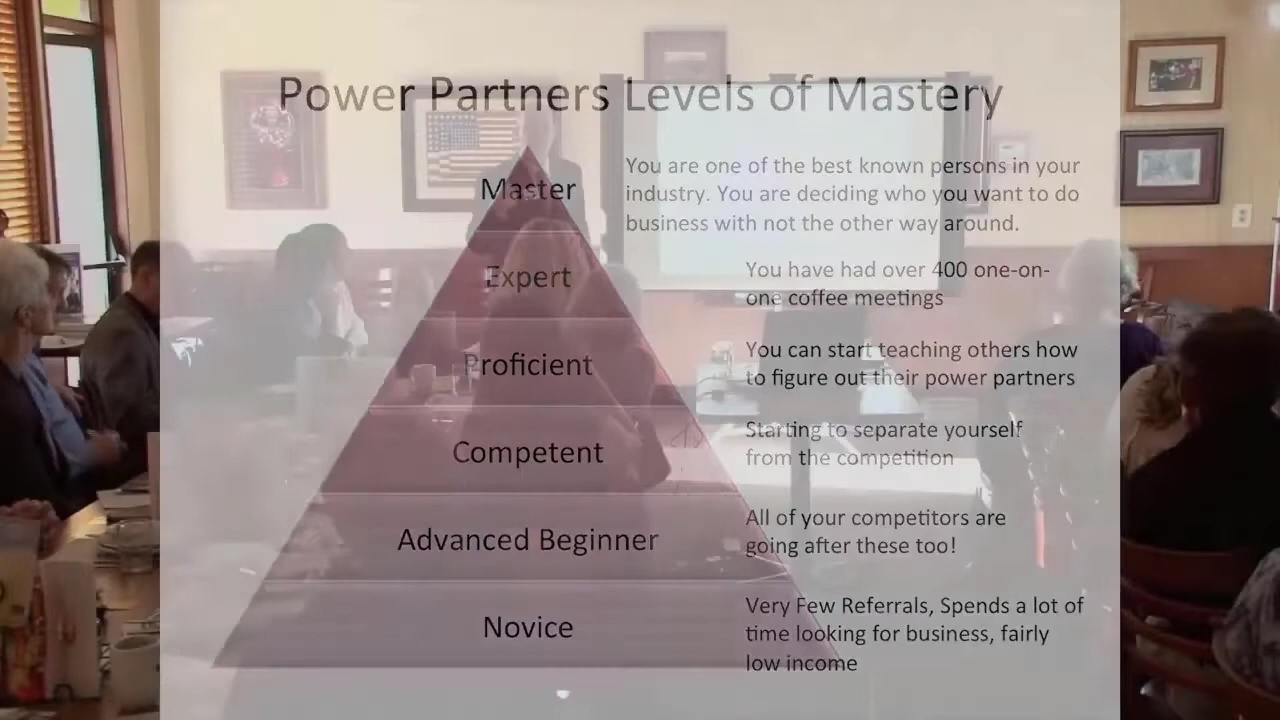 Power Partners Levels of Mastery
Master
You are one of the best known persons in your
industry. You are deciding who you want to do
business with not the other way around.
Expert
You have had over 400 one-on-
one coffee meetings
Proficient
You can start teaching others how
to figure out their power partners
Competent
Starting to separate yourself
from the competition
Advanced Beginner
All of your competitors are
going after these too!
Novice
Very Few Referrals, Spends a lot of
time looking for business, fairly
low income